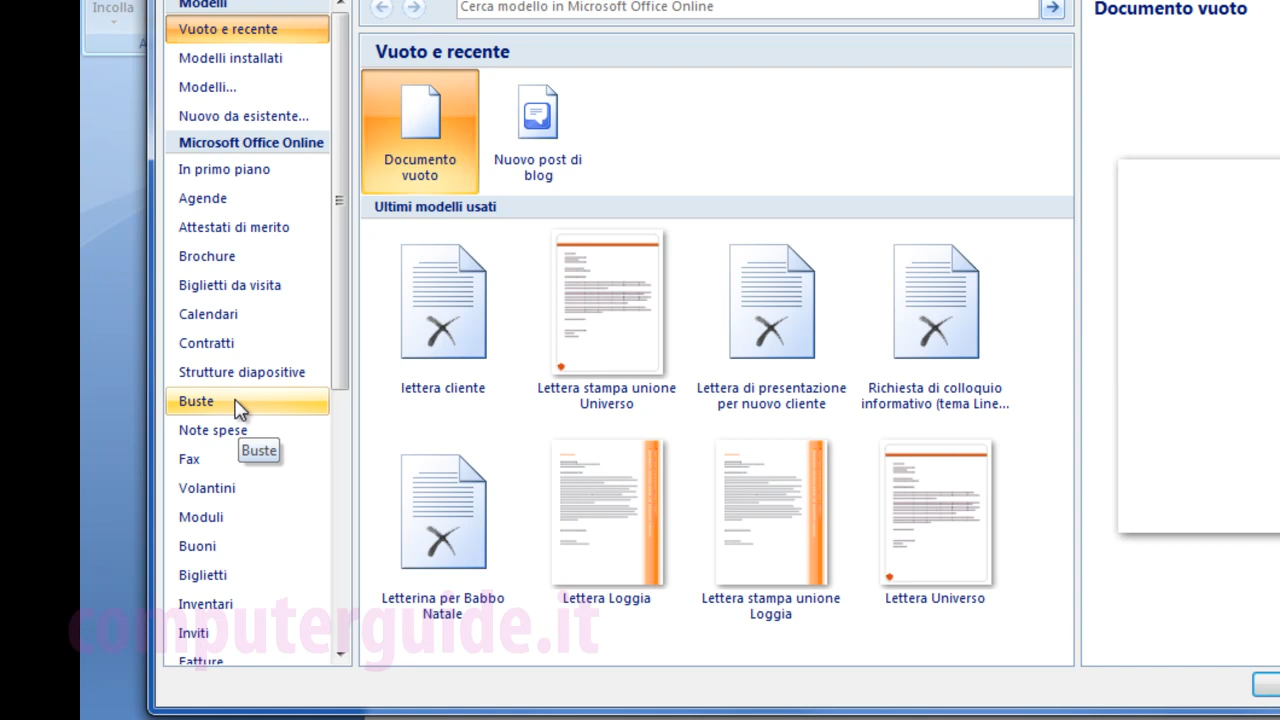 Incolla
Modelli
Vuoto e recente
Modelli installati
Modelli...
Nuovo da esistente...
Microsoft Office Online
In primo piano
Agende
Attestati di merito
Brochure
Biglietti da visita
Calendari
Contratti
Strutture diapositive
Buste
Note spese
Buste
Fax
Volantini
Moduli
Buoni
Biglietti
Inventari
Inviti
Fatture
Cerca modello in Microsoft Office Online
Vuoto e recente
Documento
vuoto
Nuovo post di
blog
Ultimi modelli usati
lettera cliente
Lettera stampa unione
Universo
Lettera di presentazione
per nuovo cliente
Richiesta di colloquio
informativo (tema Line...
Letterina per Babbo
Natale
Lettera Loggia
Lettera stampa unione
Loggia
Lettera Universo
Documento vuoto
computerguide.it